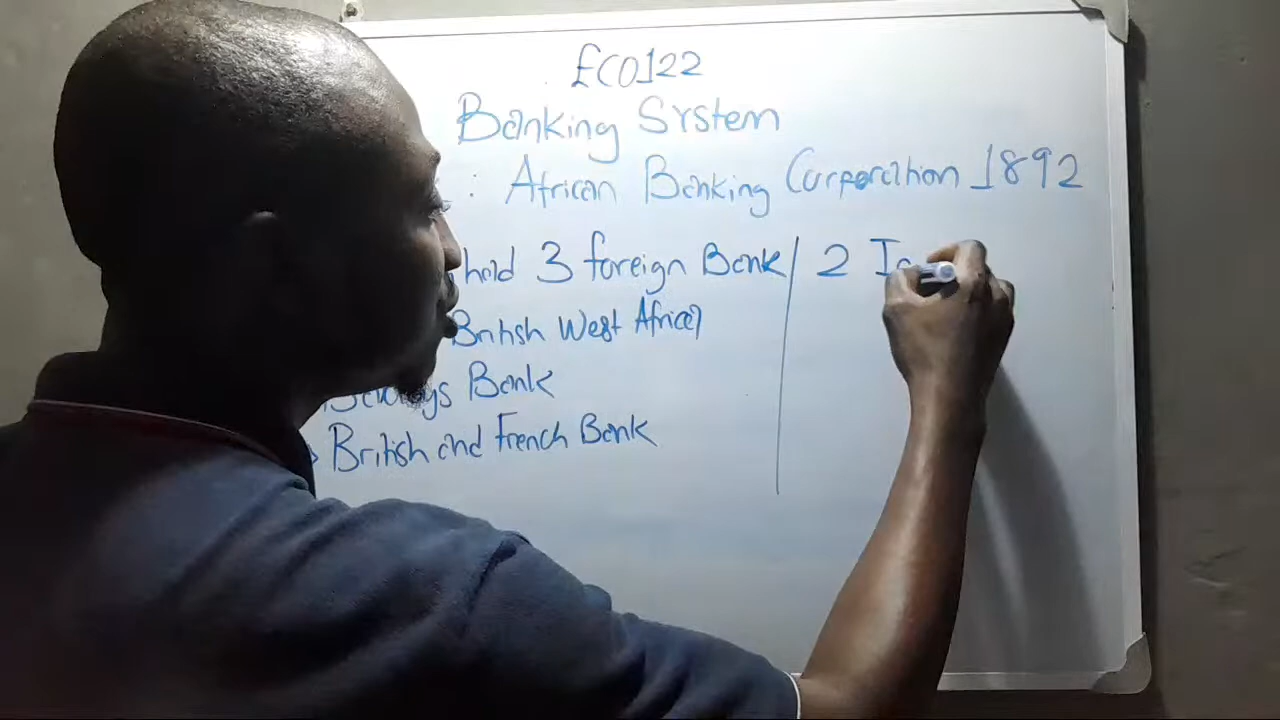 ECO122
Banking System
: African Banking Corporation 1892
hold 3 foreign Bank
British West Africa
Bank
British and French Bank
2